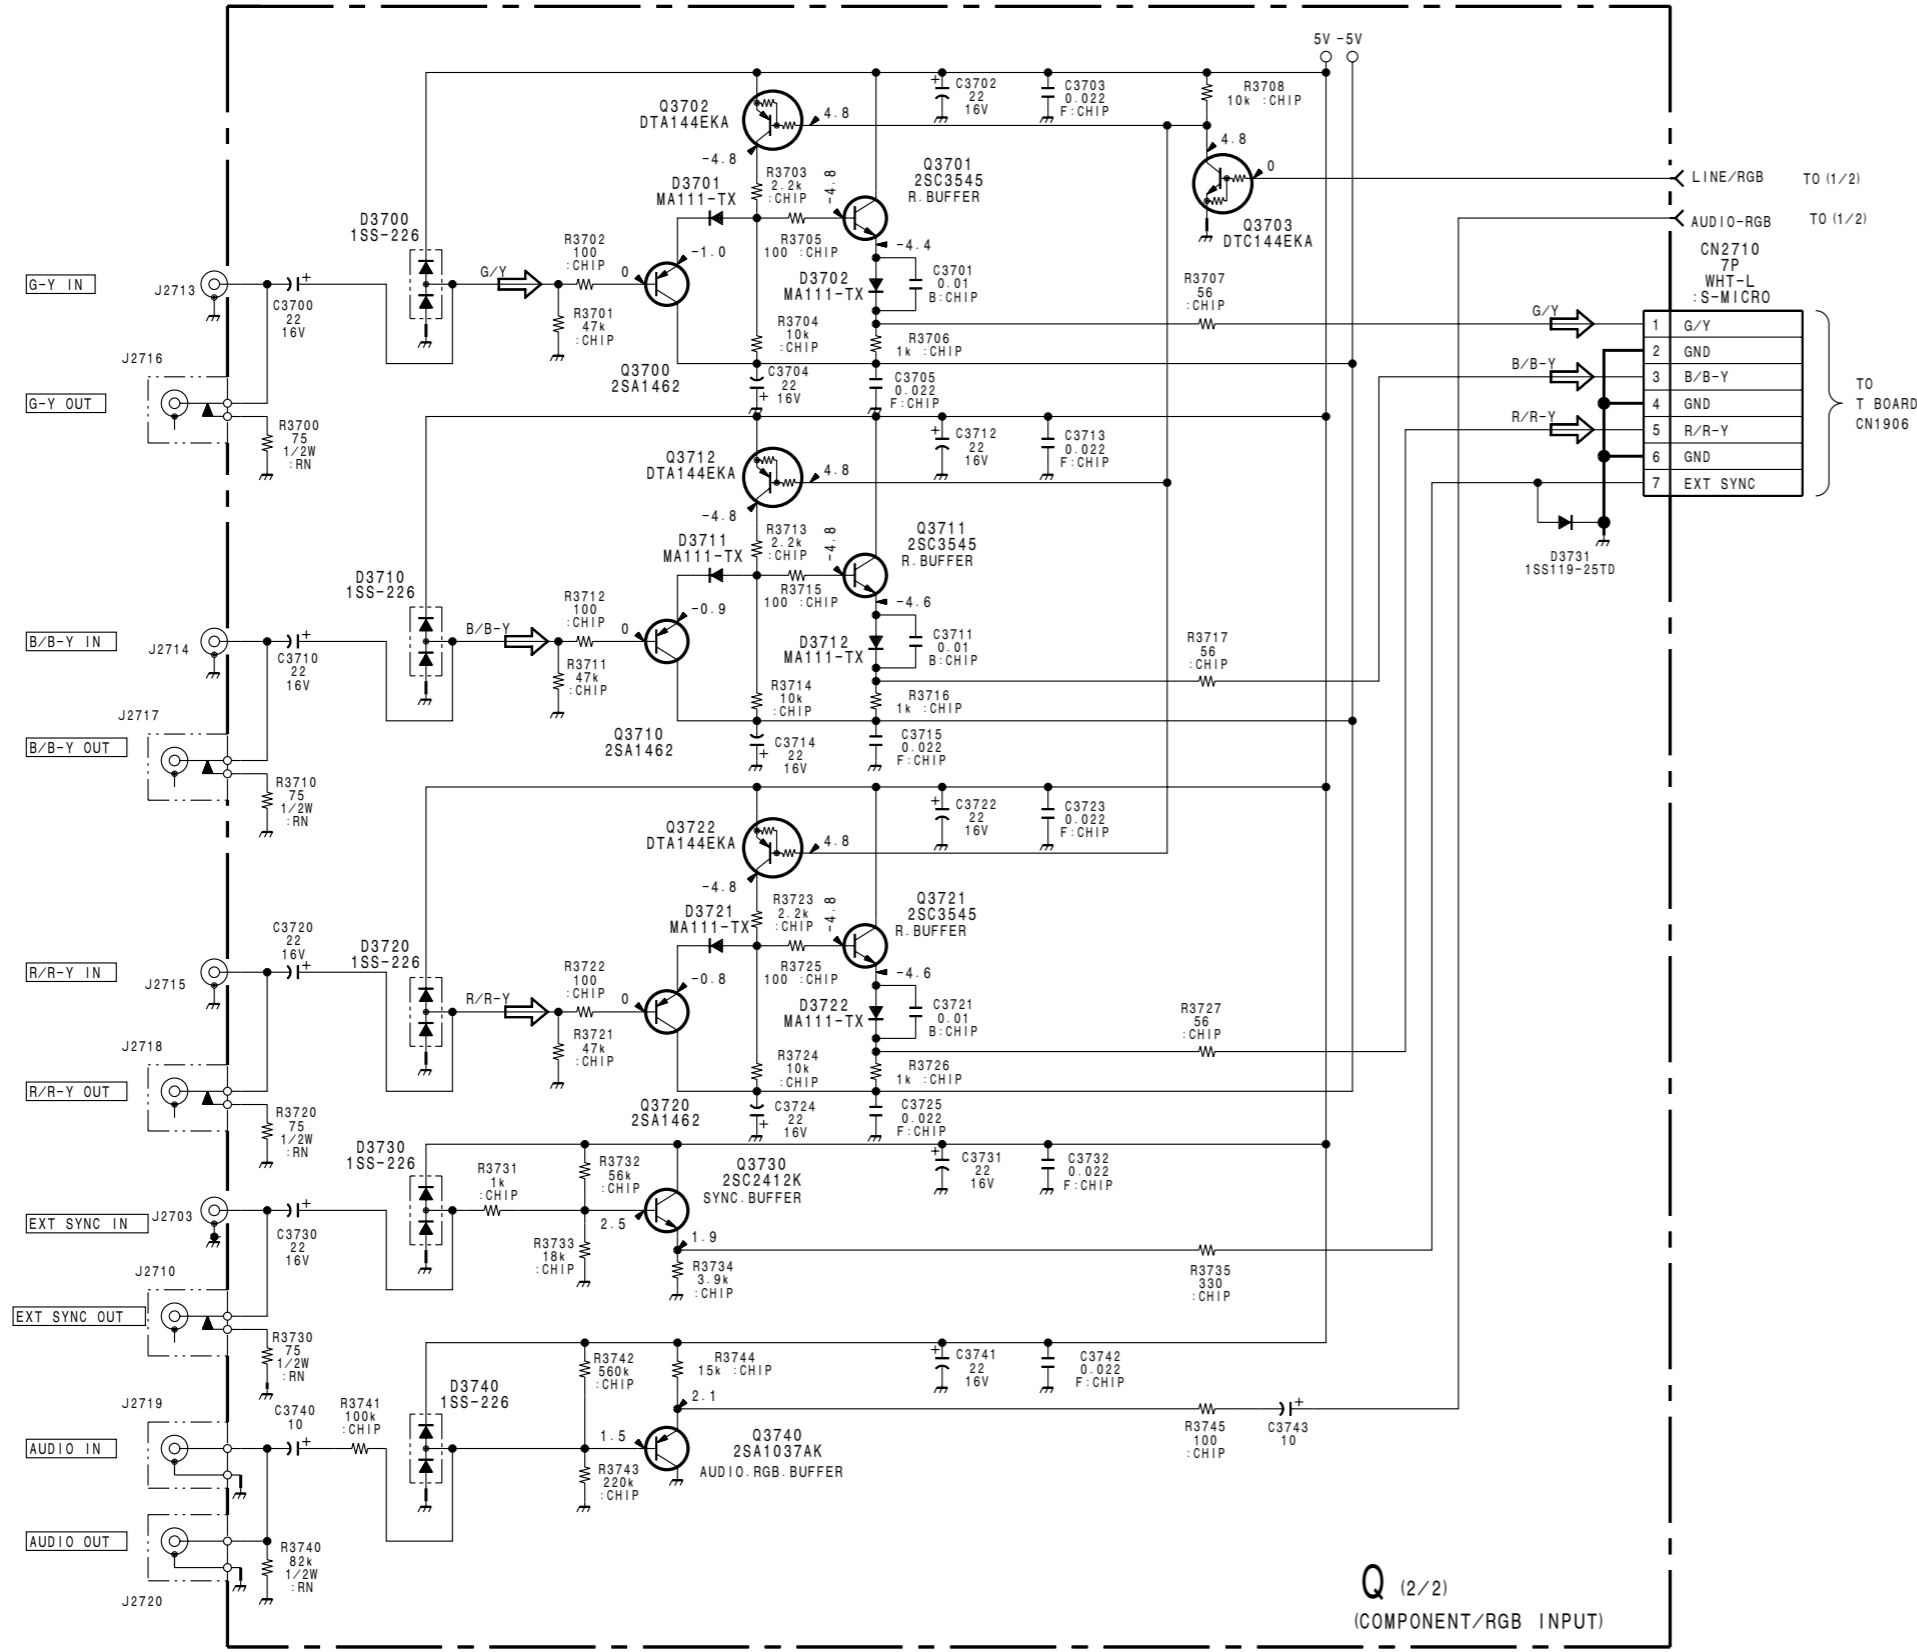 5V -5V
C3702
22
16V
C3703
0.022
F:CHIP
R3708
10k :CHIP
Q3702
DTA144EKA
4.8
-4.8
R3703
2.2k
:CHIP
-4.8
Q3701
2SC3545
R.BUFFER
4.8
0
Q3703
DTC144EKA
LINE/RGB TO (1/2)
AUDIO-RGB TO (1/2)
CN2710
7P
WHT-L
:S-MICRO
D3701
MA111-TX
D3700
1SS-226
R3702
100
:CHIP
R3705
100 :CHIP
-4.4
-1.0
0
G/Y
D3702
MA111-TX
C3701
0.01
B:CHIP
R3707
56
:CHIP
G-Y IN
J2713
C3700
22
16V
R3701
47k
:CHIP
R3704
10k
:CHIP
R3706
1k :CHIP
Q3700
2SA1462
C3704
22
16V
C3705
0.022
F:CHIP
G/Y
B/B-Y
R/R-Y
1 G/Y
2 GND
3 B/B-Y
4 GND
5 R/R-Y
6 GND
7 EXT SYNC
TO
T BOARD
CN1906
D3731
1SS119-25TD
J2716
G-Y OUT
R3700
75
1/2W
:RN
C3712
22
16V
C3713
0.022
F:CHIP
Q3712
DTA144EKA
4.8
-4.8
R3713
2.2k
:CHIP
-4.8
Q3711
2SC3545
R.BUFFER
D3711
MA111-TX
D3710
1SS-226
R3712
100
:CHIP
R3715
100 :CHIP
-4.6
-0.9
0
B/B-Y
D3712
MA111-TX
C3711
0.01
B:CHIP
R3717
56
:CHIP
B/B-Y IN
J2714
C3710
22
16V
R3711
47k
:CHIP
R3714
10k
:CHIP
R3716
1k :CHIP
Q3710
2SA1462
C3714
22
16V
C3715
0.022
F:CHIP
J2717
B/B-Y OUT
R3710
75
1/2W
:RN
C3722
22
16V
C3723
0.022
F:CHIP
Q3722
DTA144EKA
4.8
-4.8
R3723
2.2k
:CHIP
-4.8
Q3721
2SC3545
R.BUFFER
D3721
MA111-TX
C3720
22
16V
D3720
1SS-226
R3722
100
:CHIP
R3725
100 :CHIP
-4.6
-0.8
0
R/R-Y
D3722
MA111-TX
C3721
0.01
B:CHIP
R3727
56
:CHIP
R/R-Y IN
J2715
R3721
47k
:CHIP
R3724
10k
:CHIP
R3726
1k :CHIP
Q3720
2SA1462
C3724
22
16V
C3725
0.022
F:CHIP
J2718
R/R-Y OUT
R3720
75
1/2W
:RN
D3730
1SS-226
R3731
1k
:CHIP
R3732
56k
:CHIP
Q3730
2SC2412K
SYNC.BUFFER
C3731
22
16V
C3732
0.022
F:CHIP
2.5
1.9
EXT SYNC IN
J2703
C3730
22
16V
R3733
18k
:CHIP
R3734
3.9k
:CHIP
R3735
330
:CHIP
J2710
EXT SYNC OUT
R3730
75
1/2W
:RN
R3742
560k
:CHIP
R3744
15k :CHIP
C3741
22
16V
C3742
0.022
F:CHIP
D3740
1SS-226
J2719
C3740
10
R3741
100k
:CHIP
2.1
1.5
Q3740
2SA1037AK
AUDIO.RGB.BUFFER
R3745
100
:CHIP
C3743
10
AUDIO IN
R3743
220k
:CHIP
AUDIO OUT
R3740
82k
1/2W
:RN
J2720
Q (2/2)
(COMPONENT/RGB INPUT)
+
+
+
+
+
+
+
+
+
+
+
+
+
+